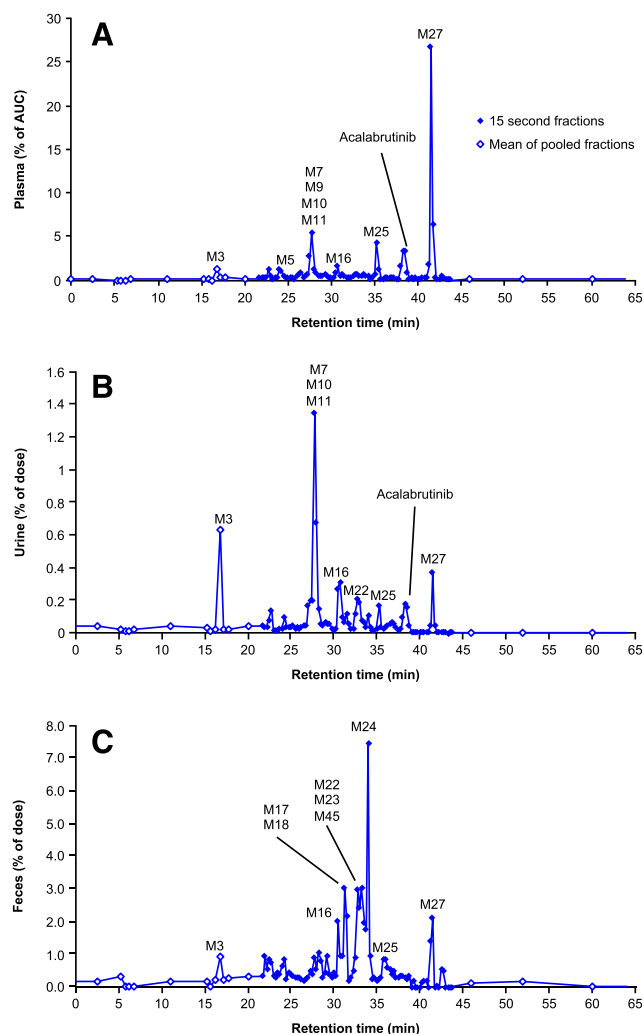 A
30
25
20
15
10
5
0
Plasma (% of AUC)
M27
15 second fractions
Mean of pooled fractions
Acalabrutinib
M7
M9
M10
M11
M3
M5
M16
M25
0 5 10 15 20 25 30 35 40 45 50 55 60 65
Retention time (min)
B
1.6
1.4
1.2
1
0.8
0.6
0.4
0.2
0
Urine (% of dose)
M7
M10
M11
Acalabrutinib
M3
M16
M22
M25
M27
0 5 10 15 20 25 30 35 40 45 50 55 60 65
Retention time (min)
C
8.0
7.0
6.0
5.0
4.0
3.0
2.0
1.0
0.0
Feces (% of dose)
M24
M22
M23
M45
M17
M18
M16
M27
M3
M25
0 5 10 15 20 25 30 35 40 45 50 55 60 65
Retention time (min)